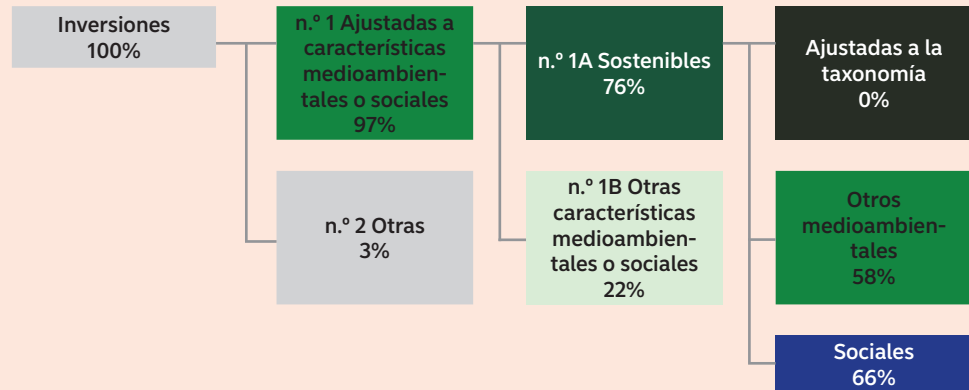 Inversiones
100%
n.º 1 Ajustadas a
características
medioambien-
tales o sociales
97%
n.º 1A Sostenibles
76%
Ajustadas a la
taxonomía
0%
n.º 2 Otras
3%
n.º 1B Otras
características
medioambien-
tales o sociales
22%
Otros
medioambien-
tales
58%
Sociales
66%